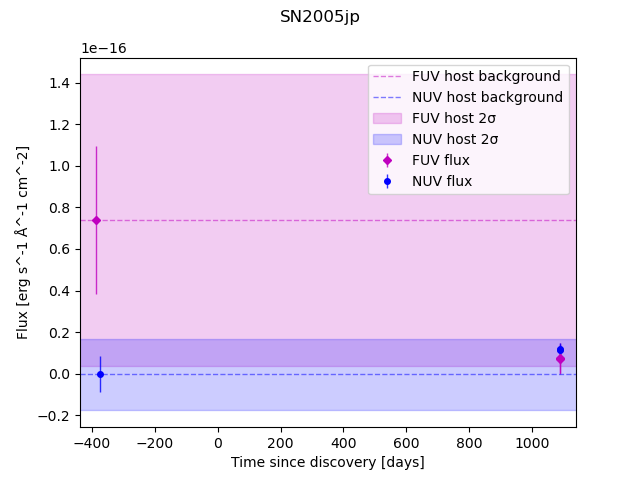 SN2005jp
1e−16
FUV host background
NUV host background
FUV host 2σ
NUV host 2σ
FUV flux
NUV flux
1.4
1.2
1.0
0.8
0.6
0.4
0.2
0.0
−0.2
Flux [erg s^-1 Å^-1 cm^-2]
−400 −200 0 200 400 600 800 1000
Time since discovery [days]